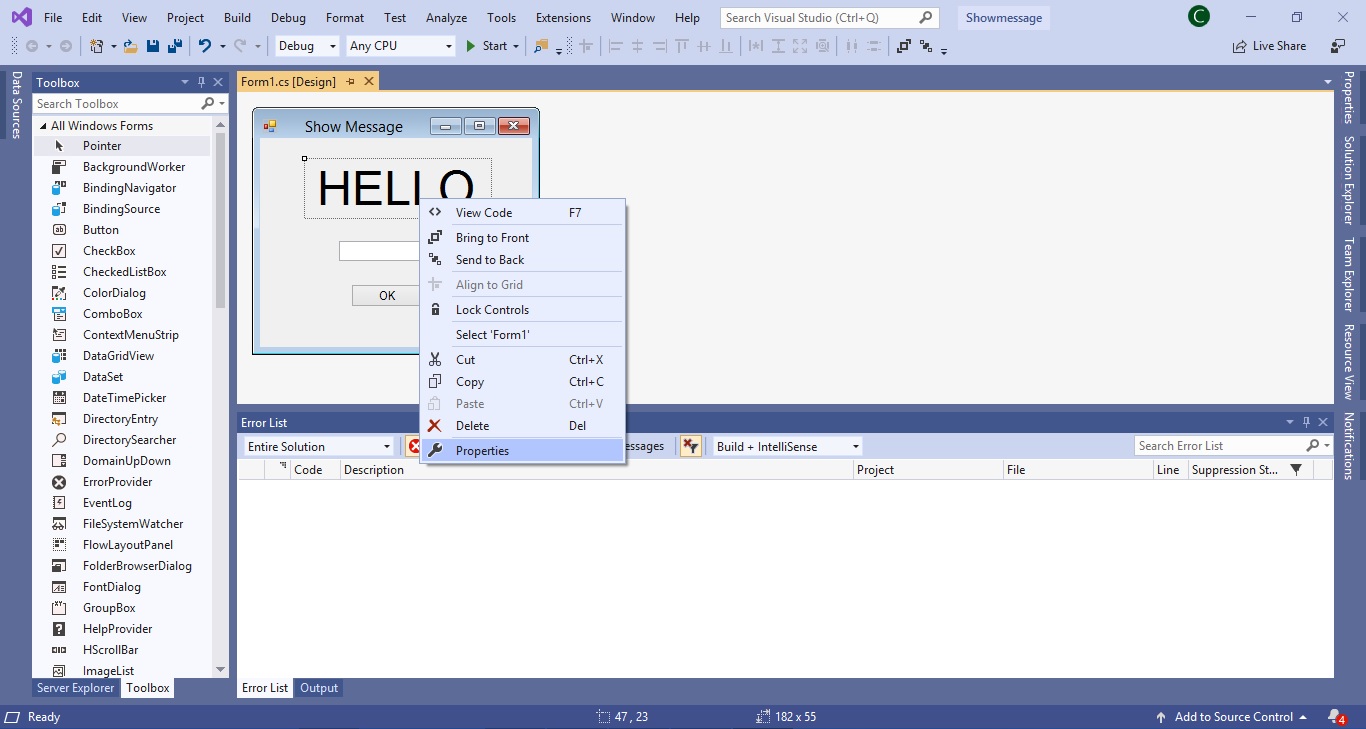 File Edit View Project Build Debug Format Test Analyze Tools Extensions Window Help Search Visual Studio (Ctrl+Q) Showmessage C
Debug Any CPU Start Live Share
Data Sources
Toolbox
Search Toolbox
All Windows Forms
Pointer
BackgroundWorker
BindingNavigator
BindingSource
Button
CheckBox
CheckedListBox
ColorDialog
ComboBox
ContextMenuStrip
DataGridView
DataSet
DateTimePicker
DirectoryEntry
DirectorySearcher
DomainUpDown
ErrorProvider
EventLog
FileSystemWatcher
FlowLayoutPanel
FolderBrowserDialog
FontDialog
GroupBox
HelpProvider
HScrollBar
ImageList
Server Explorer Toolbox
Form1.cs [Design]
Show Message
HELLO
OK
View Code F7
Bring to Front
Send to Back
Align to Grid
Lock Controls
Select 'Form1'
Cut Ctrl+X
Copy Ctrl+C
Paste Ctrl+V
Delete Del
Properties
Error List
Entire Solution essages Build + IntelliSense Search Error List
Code Description Project File Line Suppression St...
Error List Output
Properties
Solution Explorer
Team Explorer
Resource View
Notifications
Ready 47 , 23 182 x 55 Add to Source Control 4